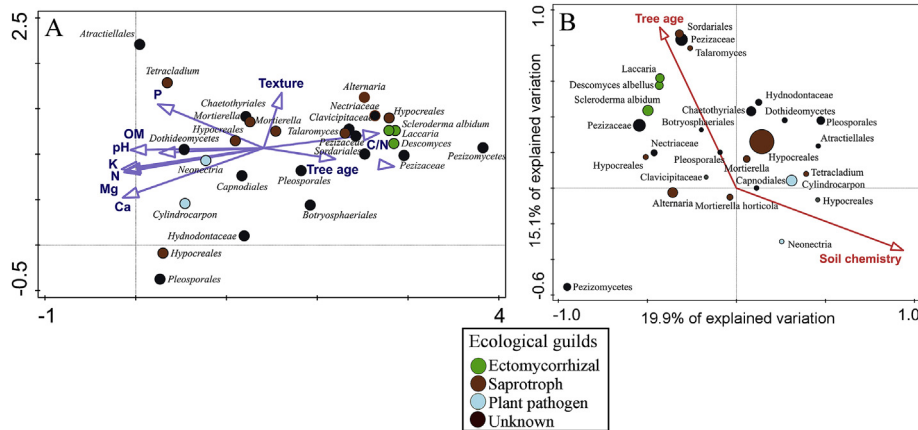 A
2.5
-0.5
-1
4
Atractiellales
Tetracladium
P
Texture
Alternaria
Chaetothyriales
Nectriaceae
Mortierella
Mortierella
Clavicipitaceae
Hypocreales
OM
Hypocreales
Talaromyces
Scleroderma albidum
Laccaria
pH
Dothideomycetes
Pezizaceae
C/N
Descomyces
Sordariales
Pezizomycetes
K
Neonectria
Tree age
Pezizaceae
N
Capnodiales
Pleosporales
Mg
Ca
Cylindrocarpon
Botryosphaeriales
Hydnodontaceae
Hypocreales
Pleosporales
B
1.0
-0.6
15.1% of explained variation
-1.0
19.9% of explained variation
1.0
Tree age
Sordariales
Pezizaceae
Talaromyces
Laccaria
Descomyces albellus
Scleroderma albidum
Hydnodontaceae
Chaetothyriales
Dothideomycetes
Botryosphaeriales
Pleosporales
Pezizaceae
Atractiellales
Nectriaceae
Pleosporales
Hypocreales
Hypocreales
Mortierella
Tetracladium
Clavicipitaceae
Capnodiales
Cylindrocarpon
Alternaria
Mortierella horticola
Hypocreales
Neonectria
Soil chemistry
Pezizomycetes
Ecological guilds
Ectomycorrhizal
Saprotroph
Plant pathogen
Unknown